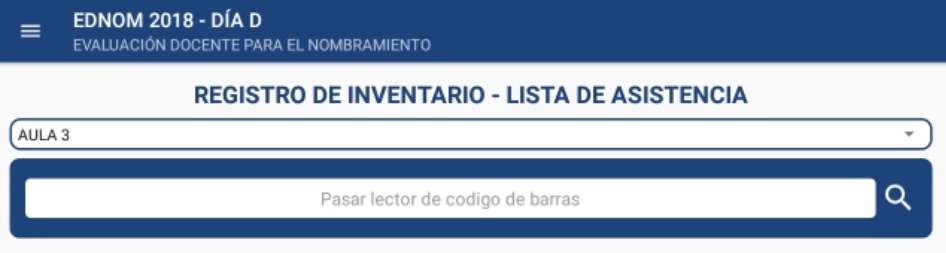 EDNOM 2018 - DÍA D
EVALUACIÓN DOCENTE PARA EL NOMBRAMIENTO
REGISTRO DE INVENTARIO - LISTA DE ASISTENCIA
AULA 3
Pasar lector de codigo de barras